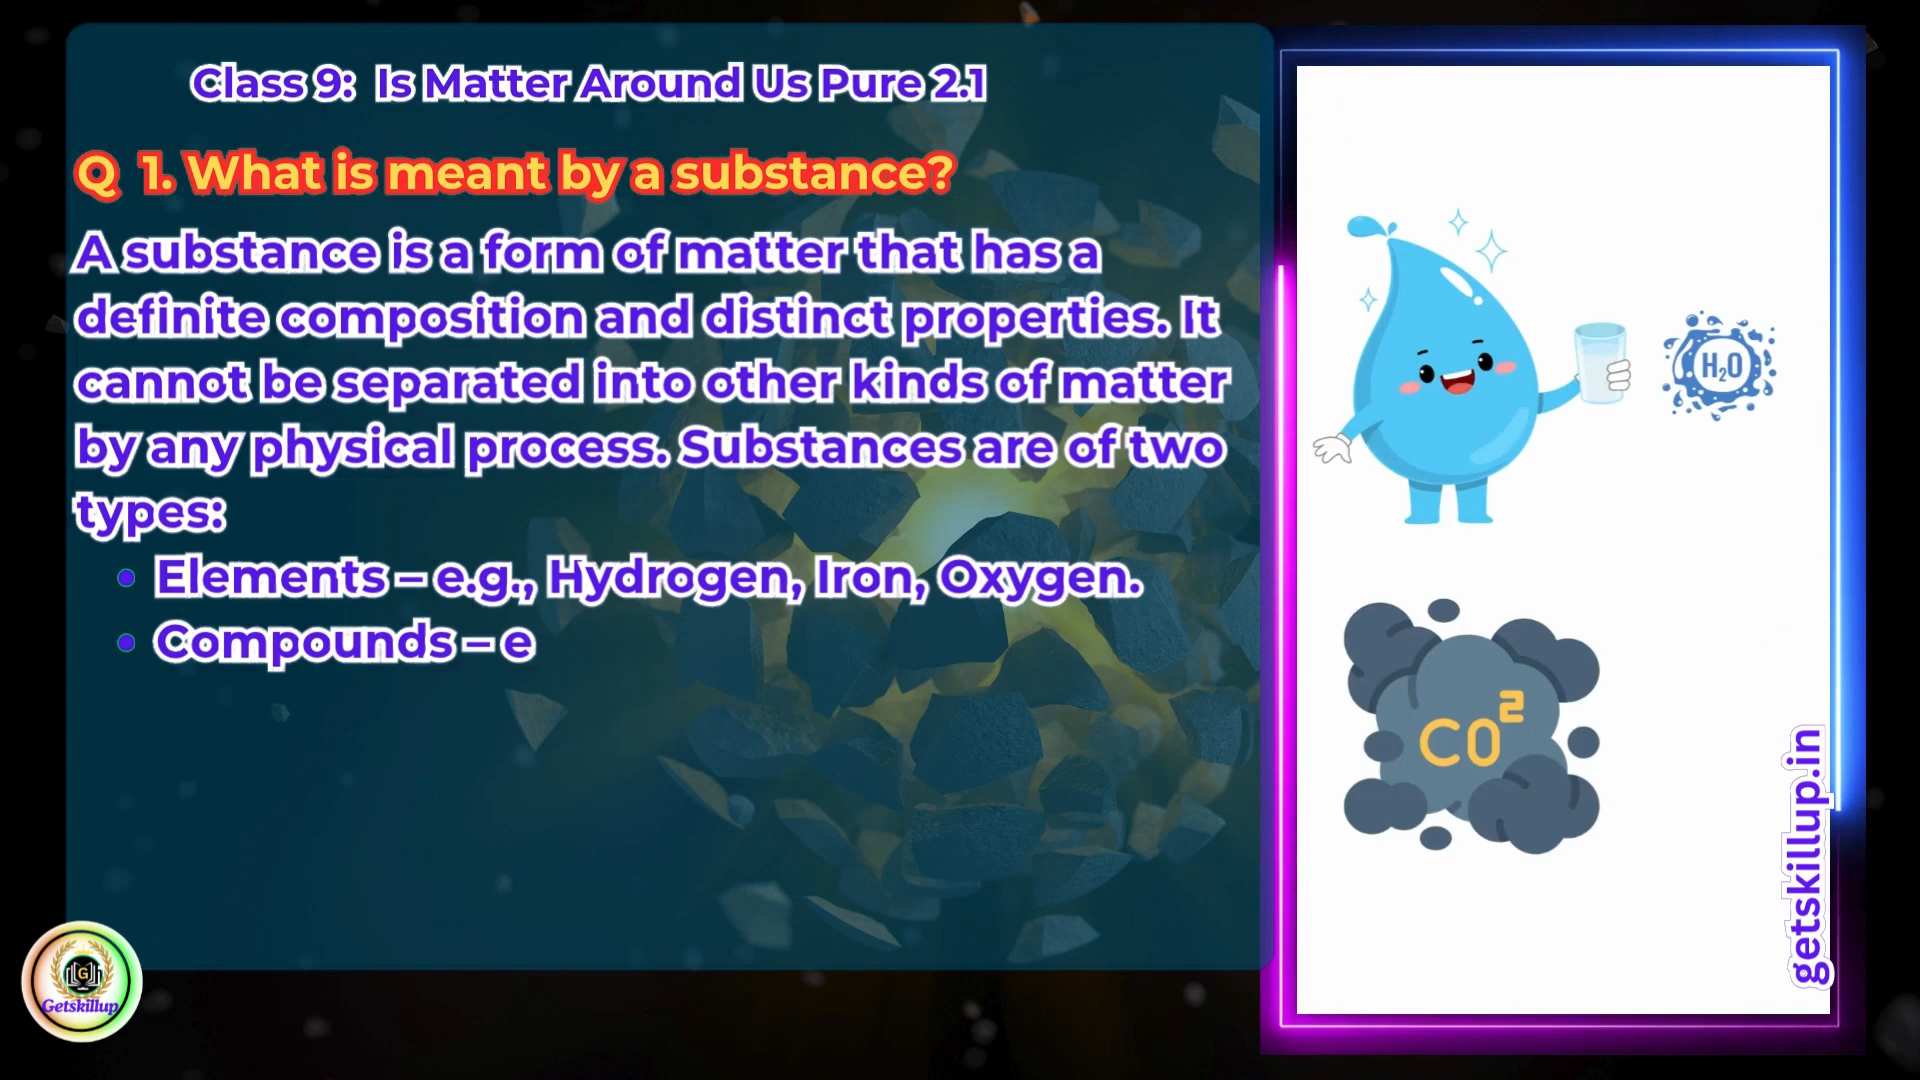 Class 9: Is Matter Around Us Pure 2.1
Q 1. What is meant by a substance?
A substance is a form of matter that has a
definite composition and distinct properties. It
cannot be separated into other kinds of matter
by any physical process. Substances are of two
types:
• Elements – e.g., Hydrogen, Iron, Oxygen.
• Compounds – e
H₂O
CO²
getskillup.in
G
Getskillup